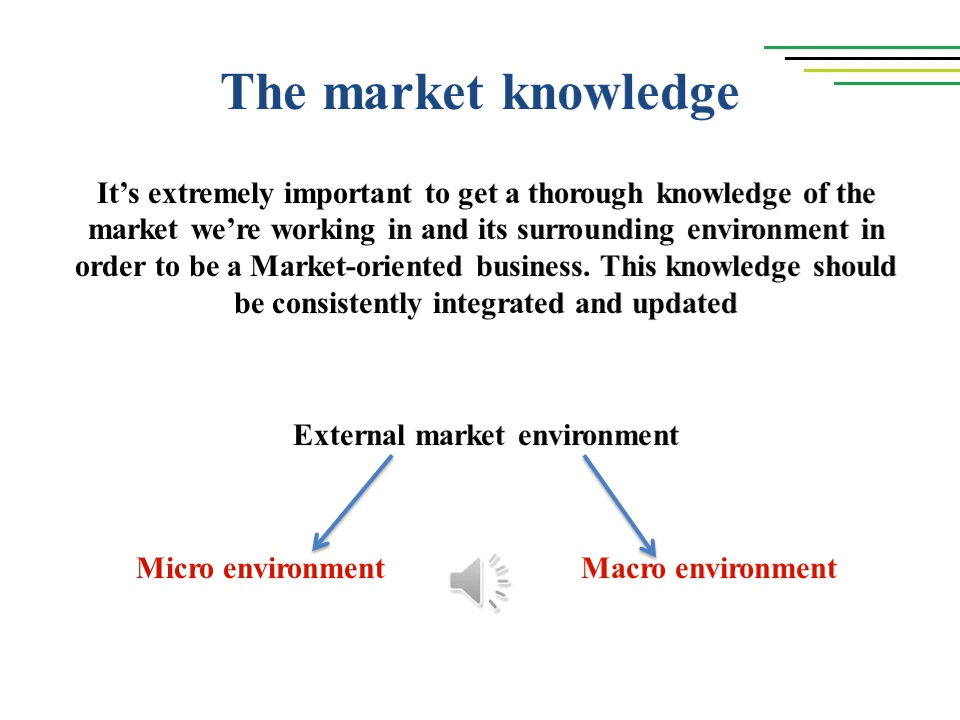 The market knowledge
It’s extremely important to get a thorough knowledge of the
market we’re working in and its surrounding environment in
order to be a Market-oriented business. This knowledge should
be consistently integrated and updated
External market environment
Micro environment
Macro environment